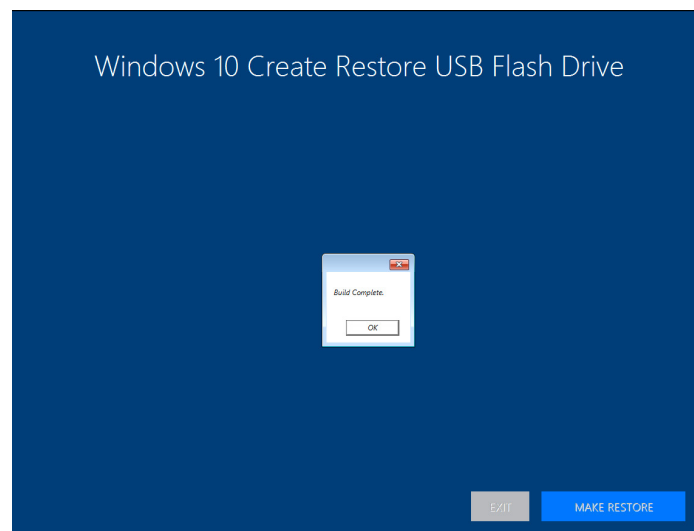 Windows 10 Create Restore USB Flash Drive
Build Complete.
OK
EXIT
MAKE RESTORE